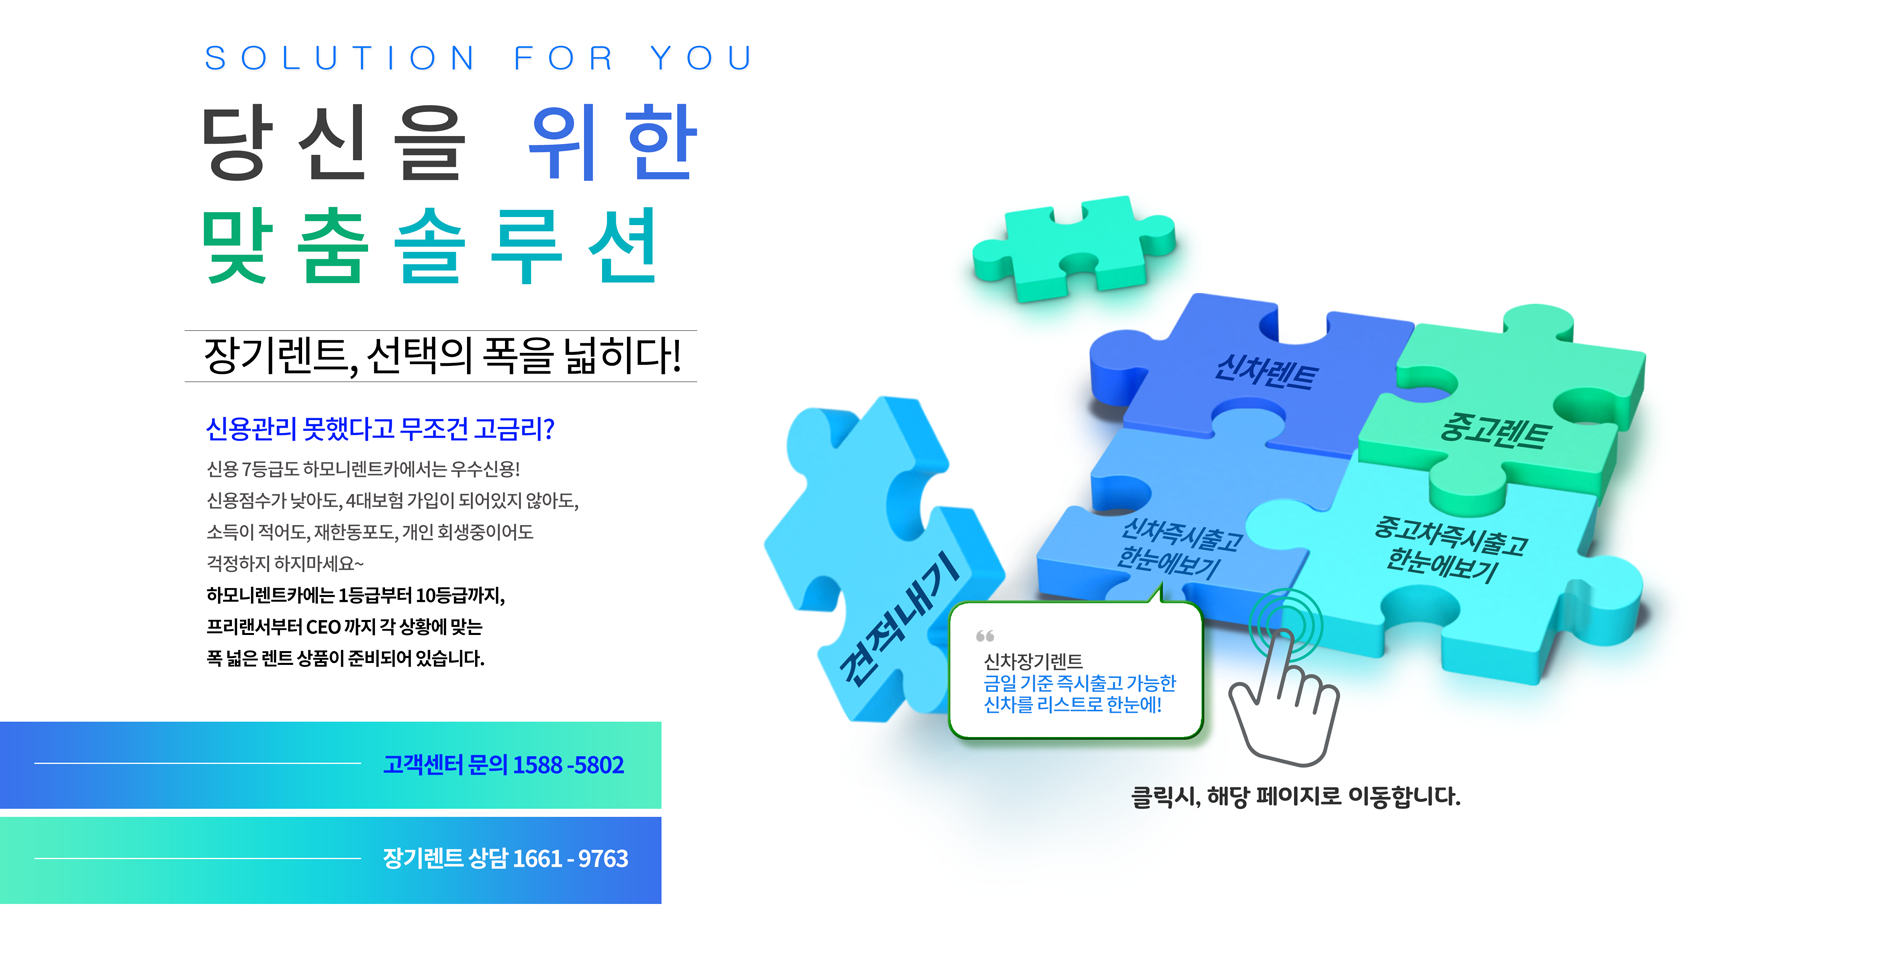 SOLUTION FOR YOU
당신을 위한
맞춤솔루션
장기렌트, 선택의 폭을 넓히다!
신용관리 못했다고 무조건 고금리?
신용 7등급도 하모니렌트카에서는 우수신용!
신용점수가 낮아도, 4대보험 가입이 되어있지 않아도,
소득이 적어도, 재한동포도, 개인 회생중이어도
걱정하지 하지마세요~
하모니렌트카에는 1등급부터 10등급까지,
프리랜서부터 CEO 까지 각 상황에 맞는
폭 넓은 렌트 상품이 준비되어 있습니다.
고객센터 문의 1588 -5802
장기렌트 상담 1661 - 9763
신차렌트
중고렌트
신차즉시출고
한눈에보기
중고차즉시출고
한눈에보기
견적내기
“
신차장기렌트
금일 기준 즉시출고 가능한
신차를 리스트로 한눈에!
클릭시, 해당 페이지로 이동합니다.